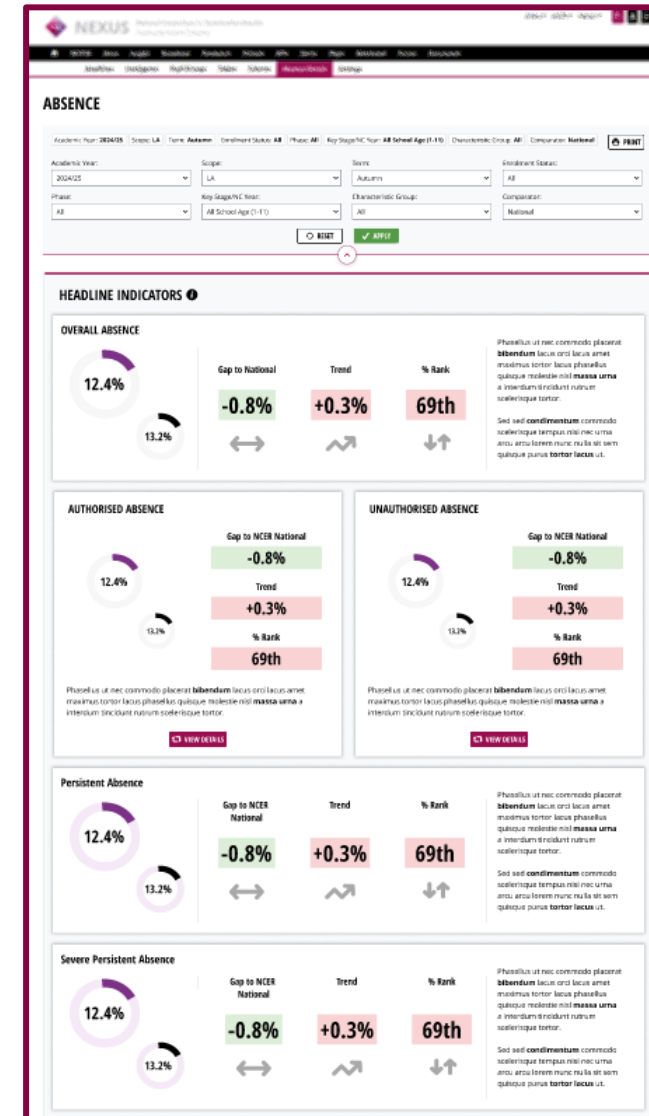 NEXUS
ABSENCE
Academic Year: 2024/25 Scope: LA Term: Autumn Enrolment Status: All Phase: All Key Stage/NC Year: All School Age (1-11) Characteristic Group: All Comparator: National PRINT
Academic Year: Scope: Term: Enrolment Status:
2024/25 LA Autumn All
Phase: Key Stage/NC Year: Characteristic Group: Comparator:
All All School Age (1-11) All National
RESET APPLY
HEADLINE INDICATORS
OVERALL ABSENCE
12.4%
13.2%
Gap to National Trend % Rank
-0.8% +0.3% 69th
Phasellus ut nec commodo placerat
bibendum lacus orci lacus amet
maximus tortor lacus phasellus
quisque molestie nisl massa urna
a interdum tincidunt rutrum
scelerisque tortor.
Sed sed condimentum commodo
scelerisque tempus nisi nec urna
arcu arcu lorem nunc nulla sit sem
quisque purus tortor lacus ut.
AUTHORISED ABSENCE
12.4%
13.2%
Gap to NCER National
-0.8%
Trend
+0.3%
% Rank
69th
Phasellus ut nec commodo placerat bibendum lacus orci lacus amet
maximus tortor lacus phasellus quisque molestie nisl massa urna a
interdum tincidunt rutrum scelerisque tortor.
VIEW DETAILS
UNAUTHORISED ABSENCE
12.4%
13.2%
Gap to NCER National
-0.8%
Trend
+0.3%
% Rank
69th
Phasellus ut nec commodo placerat bibendum lacus orci lacus amet
maximus tortor lacus phasellus quisque molestie nisl massa urna a
interdum tincidunt rutrum scelerisque tortor.
VIEW DETAILS
Persistent Absence
12.4%
13.2%
Gap to NCER
National
Trend % Rank
-0.8% +0.3% 69th
Phasellus ut nec commodo placerat
bibendum lacus orci lacus amet
maximus tortor lacus phasellus
quisque molestie nisl massa urna
a interdum tincidunt rutrum
scelerisque tortor.
Sed sed condimentum commodo
scelerisque tempus nisi nec urna
arcu arcu lorem nunc nulla sit sem
quisque purus tortor lacus ut.
Severe Persistent Absence
12.4%
13.2%
Gap to NCER
National
Trend % Rank
-0.8% +0.3% 69th
Phasellus ut nec commodo placerat
bibendum lacus orci lacus amet
maximus tortor lacus phasellus
quisque molestie nisl massa urna
a interdum tincidunt rutrum
scelerisque tortor.
Sed sed condimentum commodo
scelerisque tempus nisi nec urna
arcu arcu lorem nunc nulla sit sem
quisque purus tortor lacus ut.